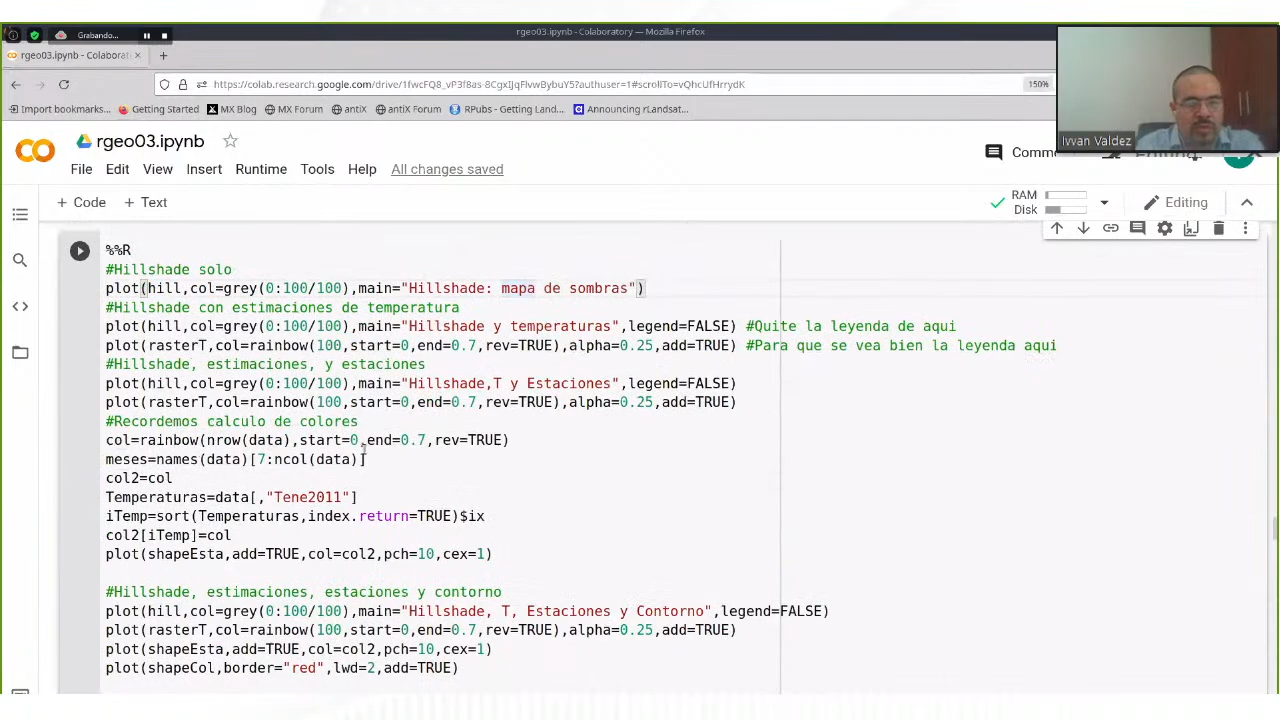 Grabando...
rgeo03.ipynb - Colaboratory — Mozilla Firefox
rgeo03.ipynb - Colaborat
https://colab.research.google.com/drive/1fwcFQ8_vP3f8as-8CgxIJqFlvwBybuY5?authuser=1#scrollTo=vQhcUfHrrydK
150%
Import bookmarks...
Getting Started
MX Blog
MX Forum
antiX
antiX Forum
RPubs - Getting Land...
Announcing rLandsat...
Ivvan Valdez
rgeo03.ipynb
Comm
File Edit View Insert Runtime Tools Help All changes saved
+ Code + Text
RAM
Disk
Editing
%%R
#Hillshade solo
plot(hill,col=grey(0:100/100),main="Hillshade: mapa de sombras")
#Hillshade con estimaciones de temperatura
plot(hill,col=grey(0:100/100),main="Hillshade y temperaturas",legend=FALSE) #Quite la leyenda de aqui
plot(rasterT,col=rainbow(100,start=0,end=0.7,rev=TRUE),alpha=0.25,add=TRUE) #Para que se vea bien la leyenda aqui
#Hillshade, estimaciones, y estaciones
plot(hill,col=grey(0:100/100),main="Hillshade,T y Estaciones",legend=FALSE)
plot(rasterT,col=rainbow(100,start=0,end=0.7,rev=TRUE),alpha=0.25,add=TRUE)
#Recordemos calculo de colores
col=rainbow(nrow(data),start=0,end=0.7,rev=TRUE)
meses=names(data)[7:ncol(data)]
col2=col
Temperaturas=data[,"Tene2011"]
iTemp=sort(Temperaturas,index.return=TRUE)$ix
col2[iTemp]=col
plot(shapeEsta,add=TRUE,col=col2,pch=10,cex=1)
#Hillshade, estimaciones, estaciones y contorno
plot(hill,col=grey(0:100/100),main="Hillshade, T, Estaciones y Contorno",legend=FALSE)
plot(rasterT,col=rainbow(100,start=0,end=0.7,rev=TRUE),alpha=0.25,add=TRUE)
plot(shapeEsta,add=TRUE,col=col2,pch=10,cex=1)
plot(shapeCol,border="red",lwd=2,add=TRUE)